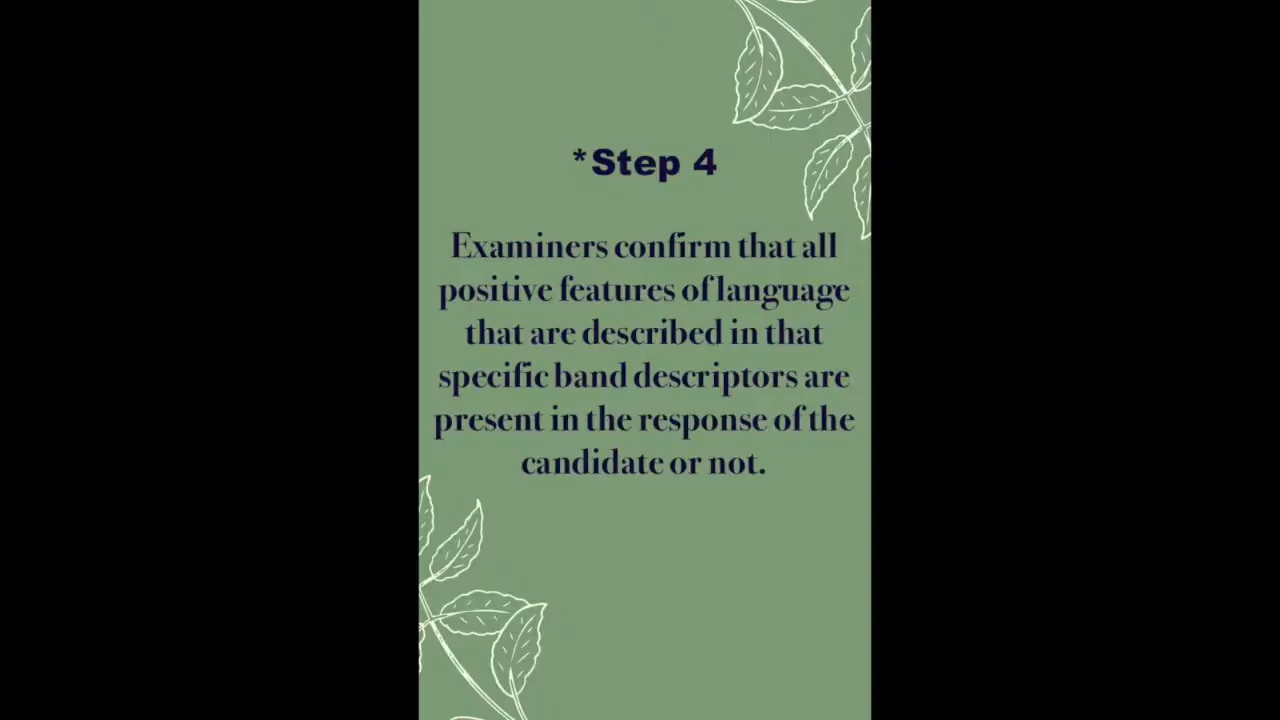 *Step 4
Examiners confirm that all
positive features of language
that are described in that
specific band descriptors are
present in the response of the
candidate or not.